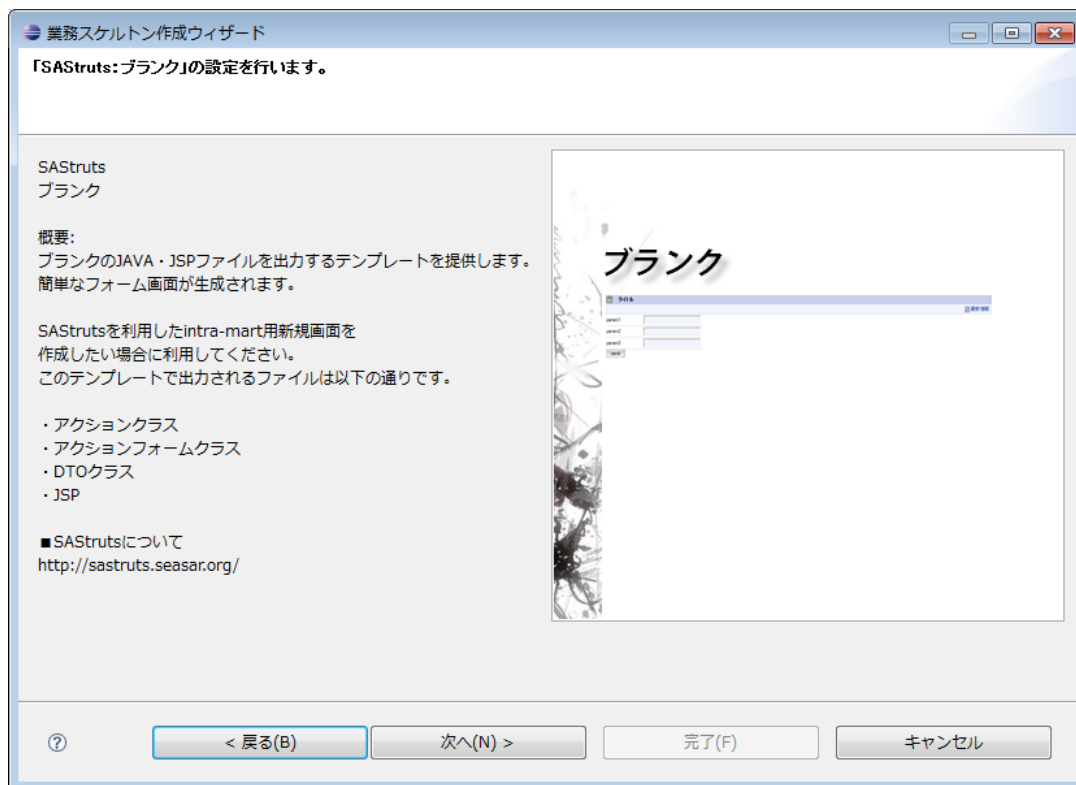 業務スケルトン作成ウィザード
「SAStruts:ブランク」の設定を行います。
SAStruts
ブランク
概要:
ブランクのJAVA・JSPファイルを出力するテンプレートを提供します。
簡単なフォーム画面が生成されます。
SAStrutsを利用したintra-mart用新規画面を
作成したい場合に利用してください。
このテンプレートで出力されるファイルは以下の通りです。
・アクションクラス
・アクションフォームクラス
・DTOクラス
・JSP
■SAStrutsについて
http://sastruts.seasar.org/
ブランク
タイトル
param1
param2
param3
send
< 戻る(B)
次へ(N) >
完了(F)
キャンセル